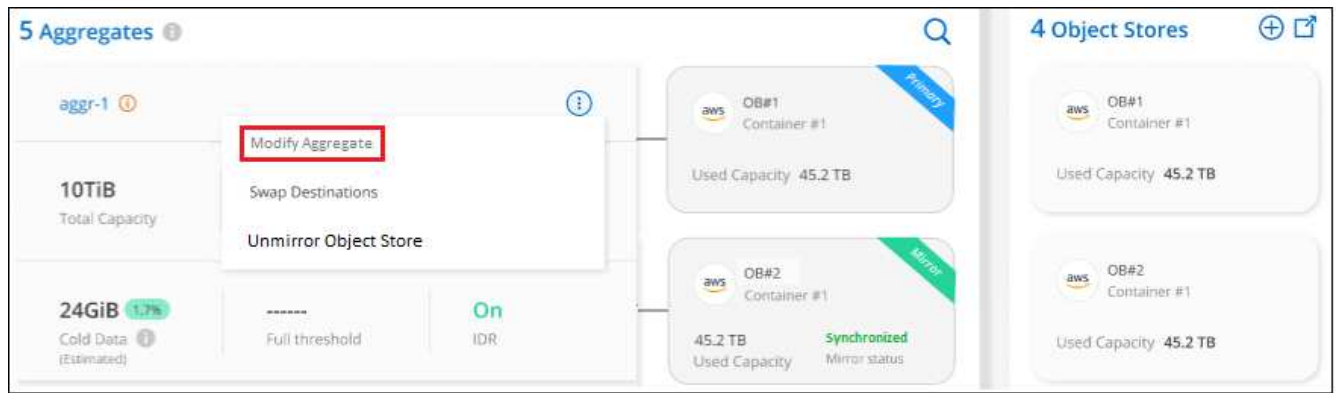 5 Aggregates
aggr-1
Modify Aggregate
Swap Destinations
Unmirror Object Store
10TiB
Total Capacity
24GiB 1.7%
Cold Data
(Estimated)
------
Full threshold
On
IDR
Primary
aws
OB#1
Container #1
Used Capacity 45.2 TB
Mirror
aws
OB#2
Container #1
45.2 TB
Used Capacity
Synchronized
Mirror status
4 Object Stores
aws
OB#1
Container #1
Used Capacity 45.2 TB
aws
OB#2
Container #1
Used Capacity 45.2 TB